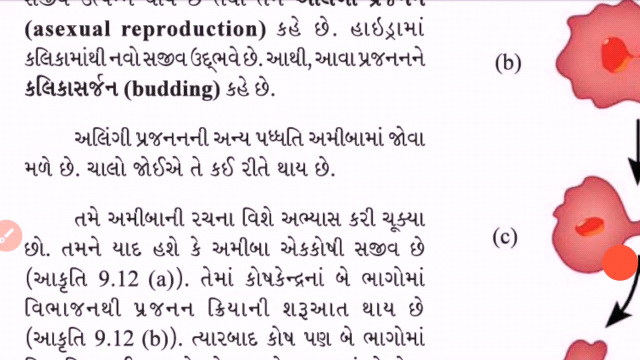 (asexual reproduction) કહે છે. હાઇડ્રામાં
કલિકામાંથી નવો સજીવ ઉદ્ભવે છે. આથી, આવા પ્રજનનને
કલિકાસર્જન (budding) કહે છે.
અલિંગી પ્રજનનની અન્ય પધ્ધતિ અમીબામાં જોવા
મળે છે. ચાલો જોઈએ તે કઈ રીતે થાય છે.
તમે અમીબાની રચના વિશે અભ્યાસ કરી ચૂક્યા
છો. તમને યાદ હશે કે અમીબા એકકોષી સજીવ છે
(આકૃતિ 9.12 (a)). તેમાં કોષકેન્દ્રનાં બે ભાગોમાં
વિભાજનથી પ્રજનન ક્રિયાની શરૂઆત થાય છે
(આકૃતિ 9.12 (b)). ત્યારબાદ કોષ પણ બે ભાગોમાં
(b)
(c)